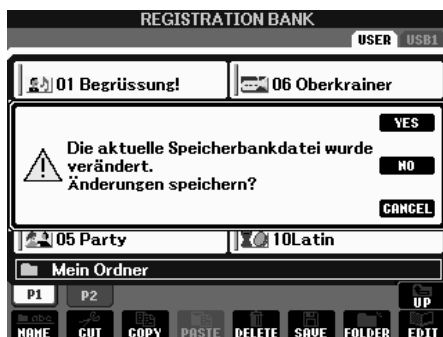 REGISTRATION BANK
USER USB1
01 Begrüssung! 06 Oberkrainer
YES
Die aktuelle Speicherbankdatei wurde
verändert.
NO
Änderungen speichern?
CANCEL
05 Party 10Latin
Mein Ordner
P1 P2
UP
abc
NAME CUT COPY PASTE DELETE SAVE FOLDER EDIT